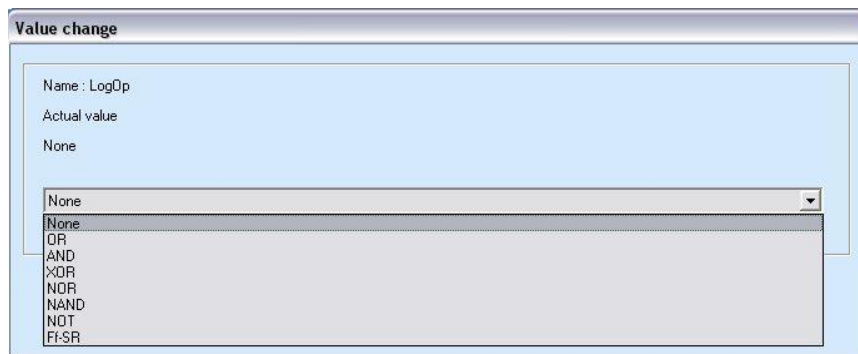 Value change
Name : LogOp
Actual value
None
None
None
OR
AND
XOR
NOR
NAND
NOT
Ff-SR